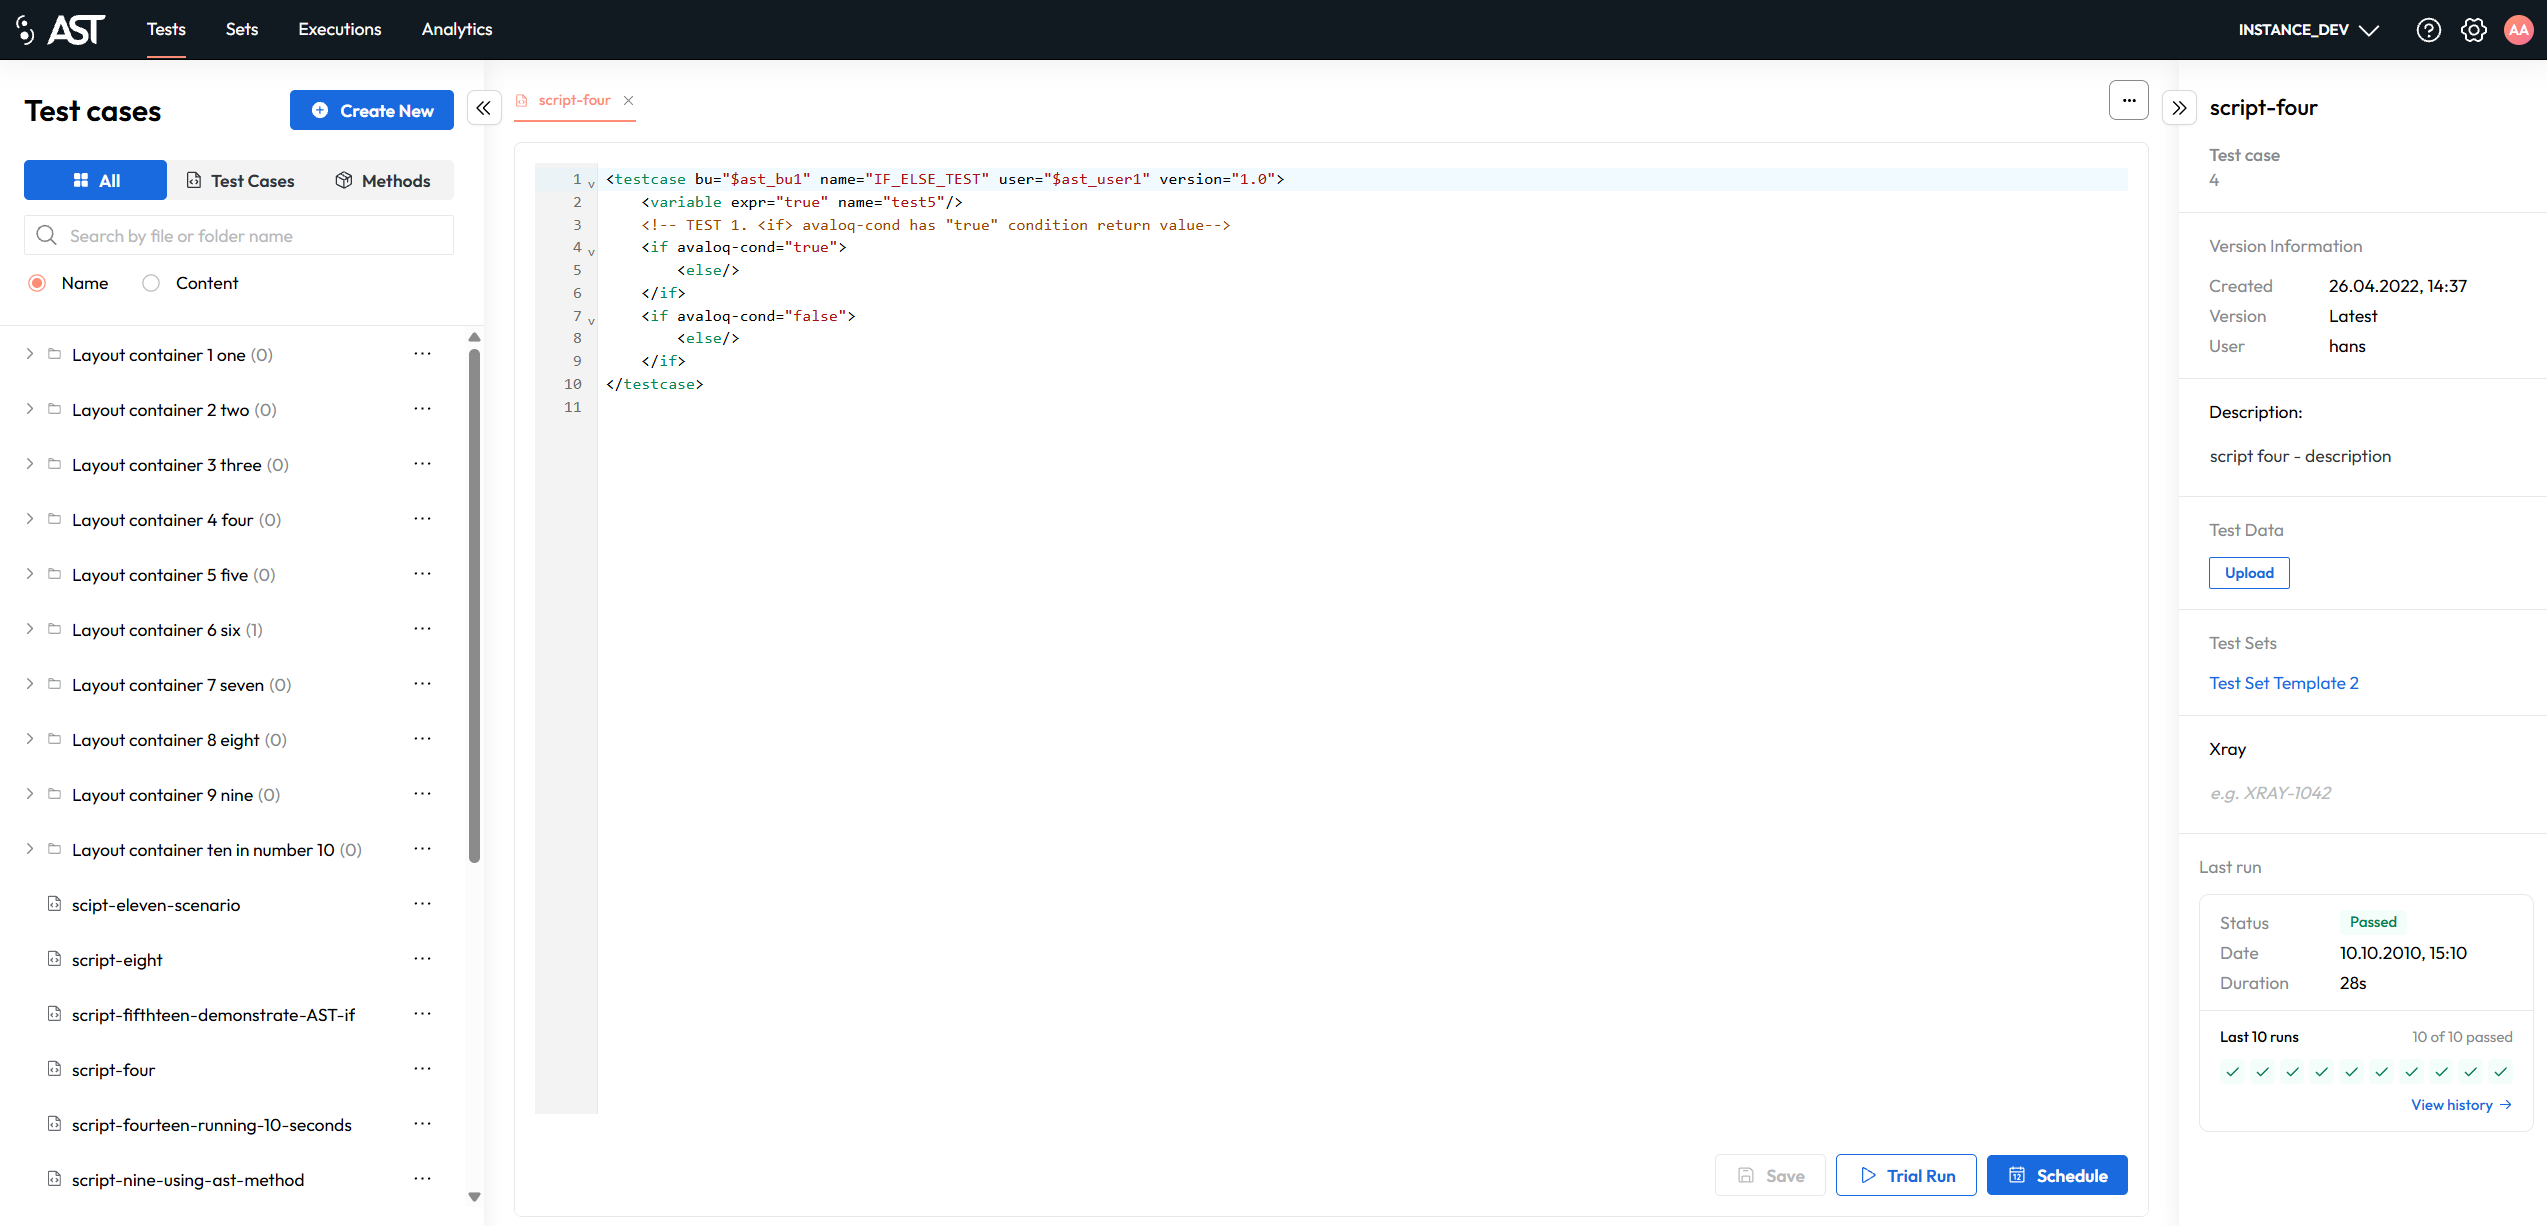 AST
Tests
Sets
Executions
Analytics
INSTANCE_DEV
AA
Test cases
Create New
All
Test Cases
Methods
Search by file or folder name
Name
Content
Layout container 1 one (0)
Layout container 2 two (0)
Layout container 3 three (0)
Layout container 4 four (0)
Layout container 5 five (0)
Layout container 6 six (1)
Layout container 7 seven (0)
Layout container 8 eight (0)
Layout container 9 nine (0)
Layout container ten in number 10 (0)
scipt-eleven-scenario
script-eight
script-fifthteen-demonstrate-AST-if
script-four
script-fourteen-running-10-seconds
script-nine-using-ast-method
script-four
1 <testcase bu="$ast_bu1" name="IF_ELSE_TEST" user="$ast_user1" version="1.0">
2 <variable expr="true" name="test5"/>
3 <!-- TEST 1. <if> avaloq-cond has "true" condition return value-->
4 <if avaloq-cond="true">
5 <else/>
6 </if>
7 <if avaloq-cond="false">
8 <else/>
9 </if>
10 </testcase>
11
Save
Trial Run
Schedule
script-four
Test case
4
Version Information
Created 26.04.2022, 14:37
Version Latest
User hans
Description:
script four - description
Test Data
Upload
Test Sets
Test Set Template 2
Xray
e.g. XRAY-1042
Last run
Status Passed
Date 10.10.2010, 15:10
Duration 28s
Last 10 runs 10 of 10 passed
View history →